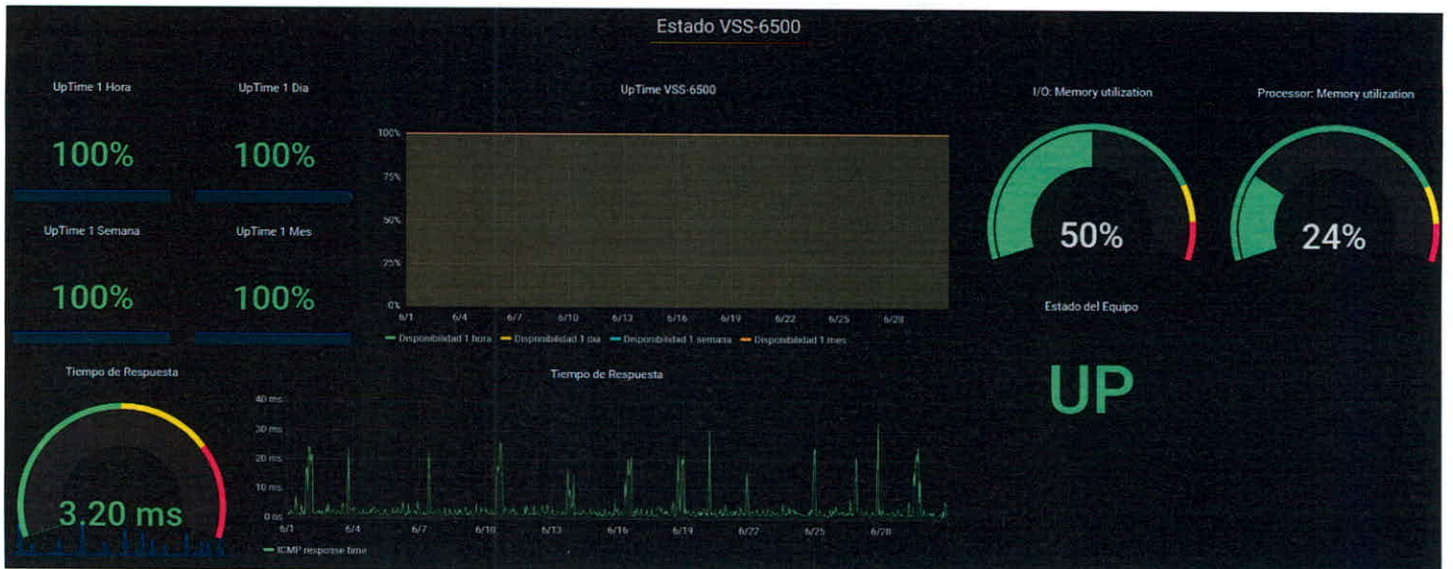 Estado VSS-6500
UpTime 1 Hora
100%
UpTime 1 Dia
100%
UpTime 1 Semana
100%
UpTime 1 Mes
100%
UpTime VSS-6500
100%
75%
50%
25%
0%
6/1 6/4 6/7 6/10 6/13 6/16 6/19 6/22 6/25 6/28
Disponibilidad 1 hora Disponibilidad 1 dia Disponibilidad 1 semana Disponibilidad 1 mes
I/O: Memory utilization
50%
Processor: Memory utilization
24%
Estado del Equipo
UP
Tiempo de Respuesta
3.20 ms
Tiempo de Respuesta
40 ms
30 ms
20 ms
10 ms
0 ns
6/1 6/4 6/7 6/10 6/13 6/16 6/19 6/22 6/25 6/28
ICMP response time